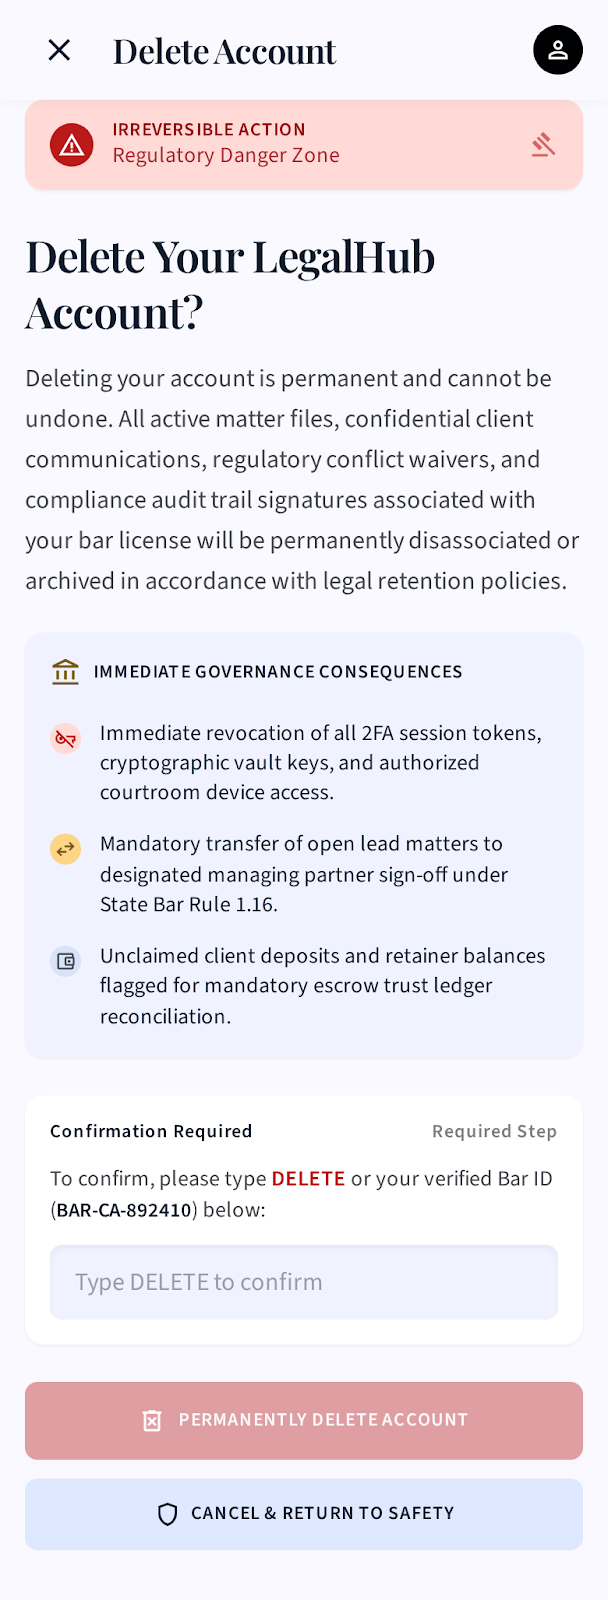 Delete Account
IRREVERSIBLE ACTION
Regulatory Danger Zone
Delete Your LegalHub
Account?
Deleting your account is permanent and cannot be
undone. All active matter files, confidential client
communications, regulatory conflict waivers, and
compliance audit trail signatures associated with
your bar license will be permanently disassociated or
archived in accordance with legal retention policies.
IMMEDIATE GOVERNANCE CONSEQUENCES
Immediate revocation of all 2FA session tokens,
cryptographic vault keys, and authorized
courtroom device access.
Mandatory transfer of open lead matters to
designated managing partner sign-off under
State Bar Rule 1.16.
Unclaimed client deposits and retainer balances
flagged for mandatory escrow trust ledger
reconciliation.
Confirmation Required
Required Step
To confirm, please type DELETE or your verified Bar ID
(BAR-CA-892410) below:
Type DELETE to confirm
PERMANENTLY DELETE ACCOUNT
CANCEL & RETURN TO SAFETY